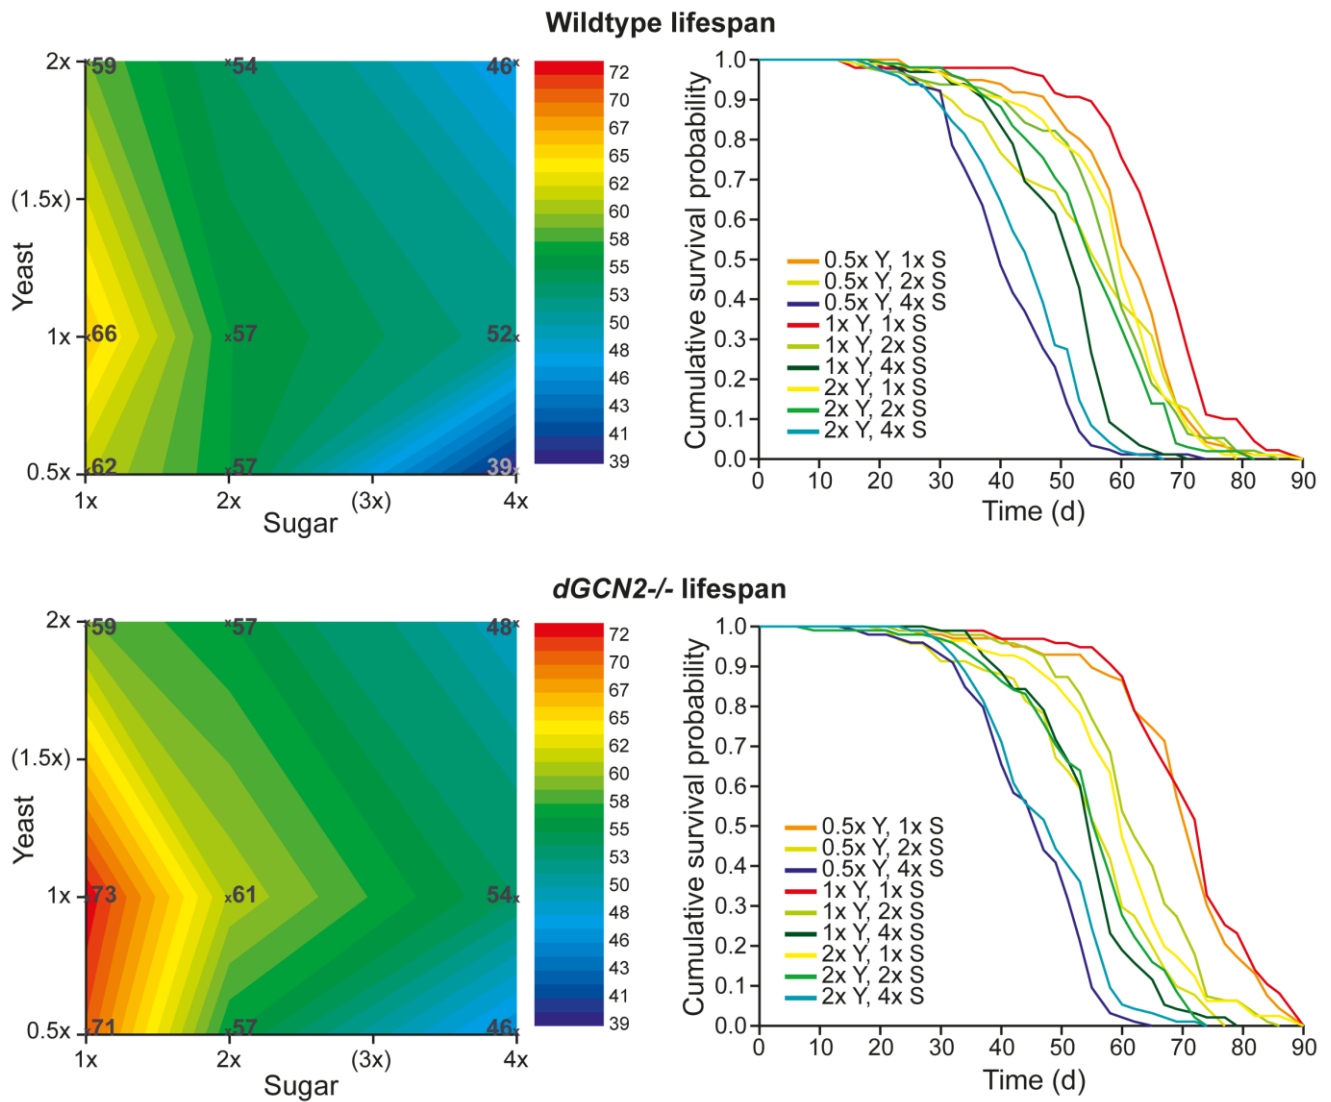 Wildtype lifespan
2x
(1.5x)
1x
0.5x
Yeast
1x
2x
(3x)
4x
Sugar
59
54
46
66
57
52
62
57
39
72
70
67
65
62
60
58
55
53
50
48
46
43
41
39
Cumulative survival probability
1.0
0.9
0.8
0.7
0.6
0.5
0.4
0.3
0.2
0.1
0.0
0
10
20
30
40
50
60
70
80
90
Time (d)
0.5x Y, 1x S
0.5x Y, 2x S
0.5x Y, 4x S
1x Y, 1x S
1x Y, 2x S
1x Y, 4x S
2x Y, 1x S
2x Y, 2x S
2x Y, 4x S
dGCN2-/- lifespan
2x
(1.5x)
1x
0.5x
Yeast
1x
2x
(3x)
4x
Sugar
59
57
48
73
61
54
71
57
46
72
70
67
65
62
60
58
55
53
50
48
46
43
41
39
Cumulative survival probability
1.0
0.9
0.8
0.7
0.6
0.5
0.4
0.3
0.2
0.1
0.0
0
10
20
30
40
50
60
70
80
90
Time (d)
0.5x Y, 1x S
0.5x Y, 2x S
0.5x Y, 4x S
1x Y, 1x S
1x Y, 2x S
1x Y, 4x S
2x Y, 1x S
2x Y, 2x S
2x Y, 4x S